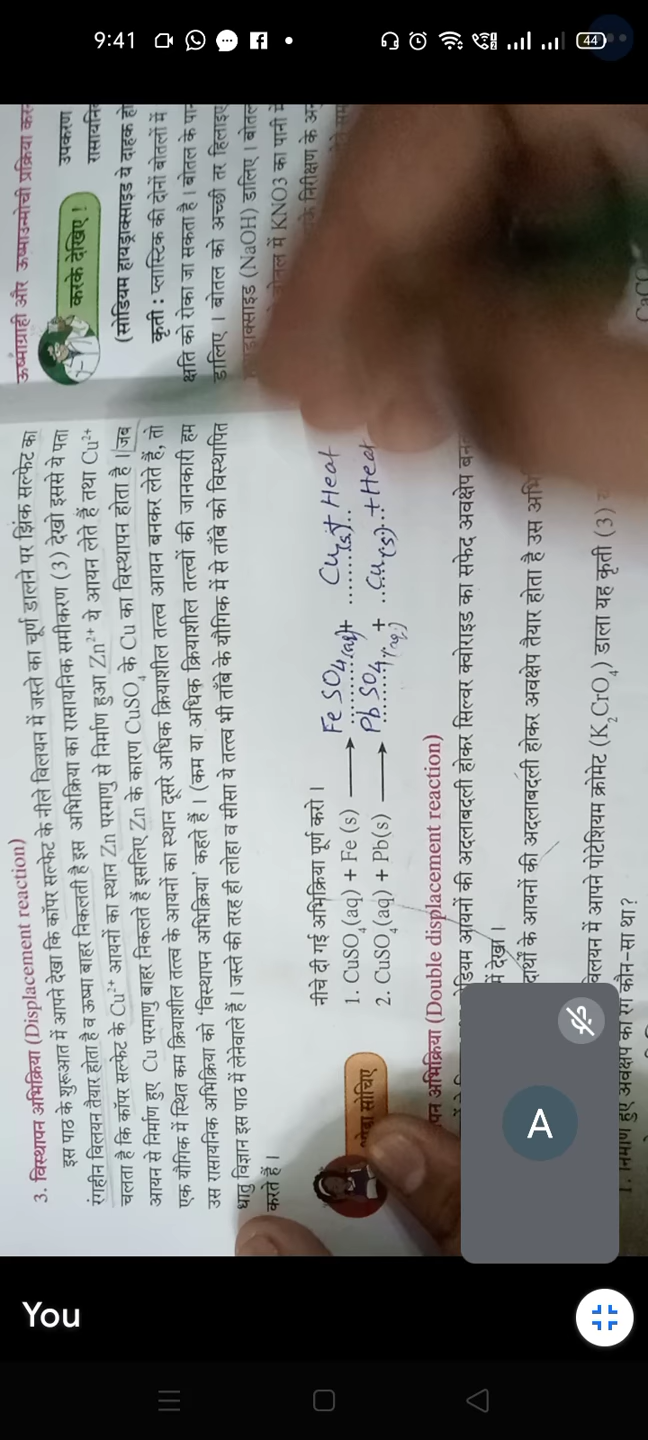 9:41
44
3. विस्थापन अभिक्रिया (Displacement reaction)
इस पाठ के शुरूआत में आपने देखा कि कॉपर सल्फेट के नीले विलयन में जस्ते का चूर्ण डालने पर झिंक सल्फेट का
रंगहीन विलयन तैयार होता है व ऊष्मा बाहर निकलती है इस अभिक्रिया का रासायनिक समीकरण (3) देखो इससे ये पता
चलता है कि कॉपर सल्फेट के Cu²⁺ आयनों का स्थान Zn परमाणु से निर्माण हुआ Zn²⁺ ये आयन लेते हैं तथा Cu²⁺
आयन से निर्माण हुए Cu परमाणु बाहर निकलते हैं इसलिए Zn के कारण CuSO₄ के Cu का विस्थापन होता है । जब
एक यौगिक में स्थित कम क्रियाशील तत्त्व के आयनों का स्थान दूसरे अधिक क्रियाशील तत्त्व आयन बनकर लेते हैं, तो
उस रासायनिक अभिक्रिया को 'विस्थापन अभिक्रिया' कहते हैं । (कम या अधिक क्रियाशील तत्त्वों की जानकारी हम
धातु विज्ञान इस पाठ में लेनेवाले हैं । जस्ते की तरह ही लोहा व सीसा ये तत्त्व भी ताँबे के यौगिक में से ताँबे को विस्थापित
करते हैं ।
सोचिए
नीचे दी गई अभिक्रिया पूर्ण करो ।
1. CuSO₄(aq) + Fe (s) ⟶ FeSO₄(aq) + Cu(s) + Heat
2. CuSO₄(aq) + Pb(s) ⟶ PbSO₄(aq) + Cu(s) + Heat
अभिक्रिया (Double displacement reaction)
आयनों की अदलाबदली होकर सिल्वर क्लोराइड का सफेद अवक्षेप
में देखा ।
के आयनों की अदलाबदली होकर अवक्षेप तैयार होता है उस
विलयन में आपने पोटेशियम क्रोमेट (K₂CrO₄) डाला यह कृती (3)
1. निर्माण हुए अवक्षेप का रंग कौन-सा था?
ऊष्माग्राही और ऊष्माउन्मोची प्रक्रिया
करके देखिए !
उपकरण
(सोडियम हायड्राक्साइड ये दाहक
कृती : प्लास्टिक की दोनों बोतलों में
क्षति को रोका जा सकता है । बोतल के
डालिए । बोतल को अच्छी तर हिलाइए
(NaOH) डालिए । बोतल
में KNO3 का पानी
के निरीक्षण के
A
You